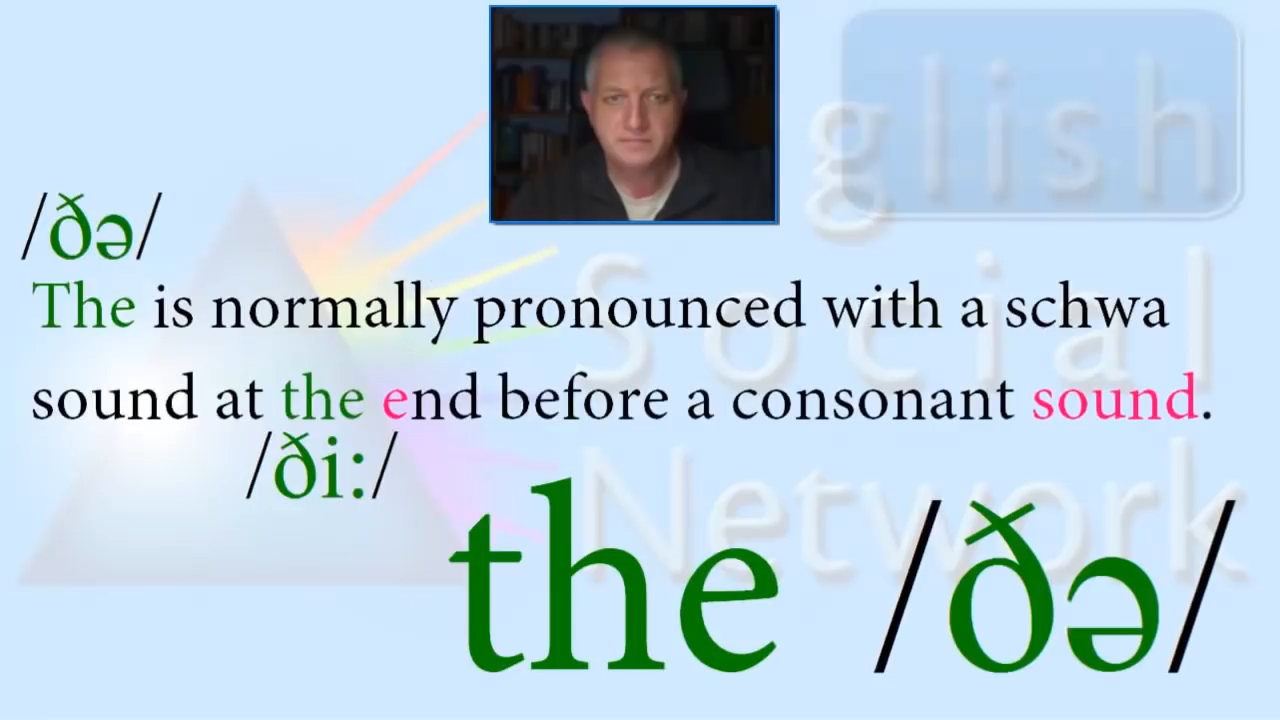 glish
Social
Network
/ðə/
The is normally pronounced with a schwa
sound at the end before a consonant sound.
/ði:/
the /ðə/